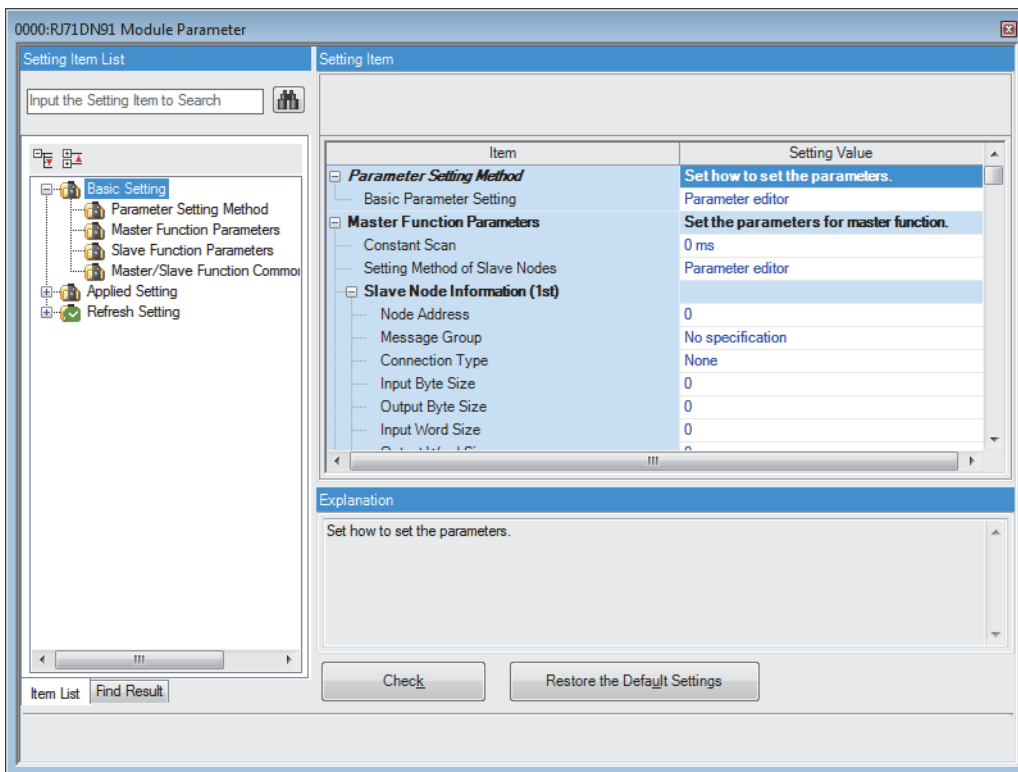 0000:RJ71DN91 Module Parameter
Setting Item List
Input the Setting Item to Search
Basic Setting
Parameter Setting Method
Master Function Parameters
Slave Function Parameters
Master/Slave Function
Applied Setting
Refresh Setting
Item List Find Result
Setting Item
Item Setting Value
Parameter Setting Method Set how to set the parameters.
Basic Parameter Setting Parameter editor
Master Function Parameters Set the parameters for master function.
Constant Scan 0 ms
Setting Method of Slave Nodes Parameter editor
Slave Node Information (1st)
Node Address 0
Message Group No specification
Connection Type None
Input Byte Size 0
Output Byte Size 0
Input Word Size 0
Explanation
Set how to set the parameters.
Check Restore the Default Settings